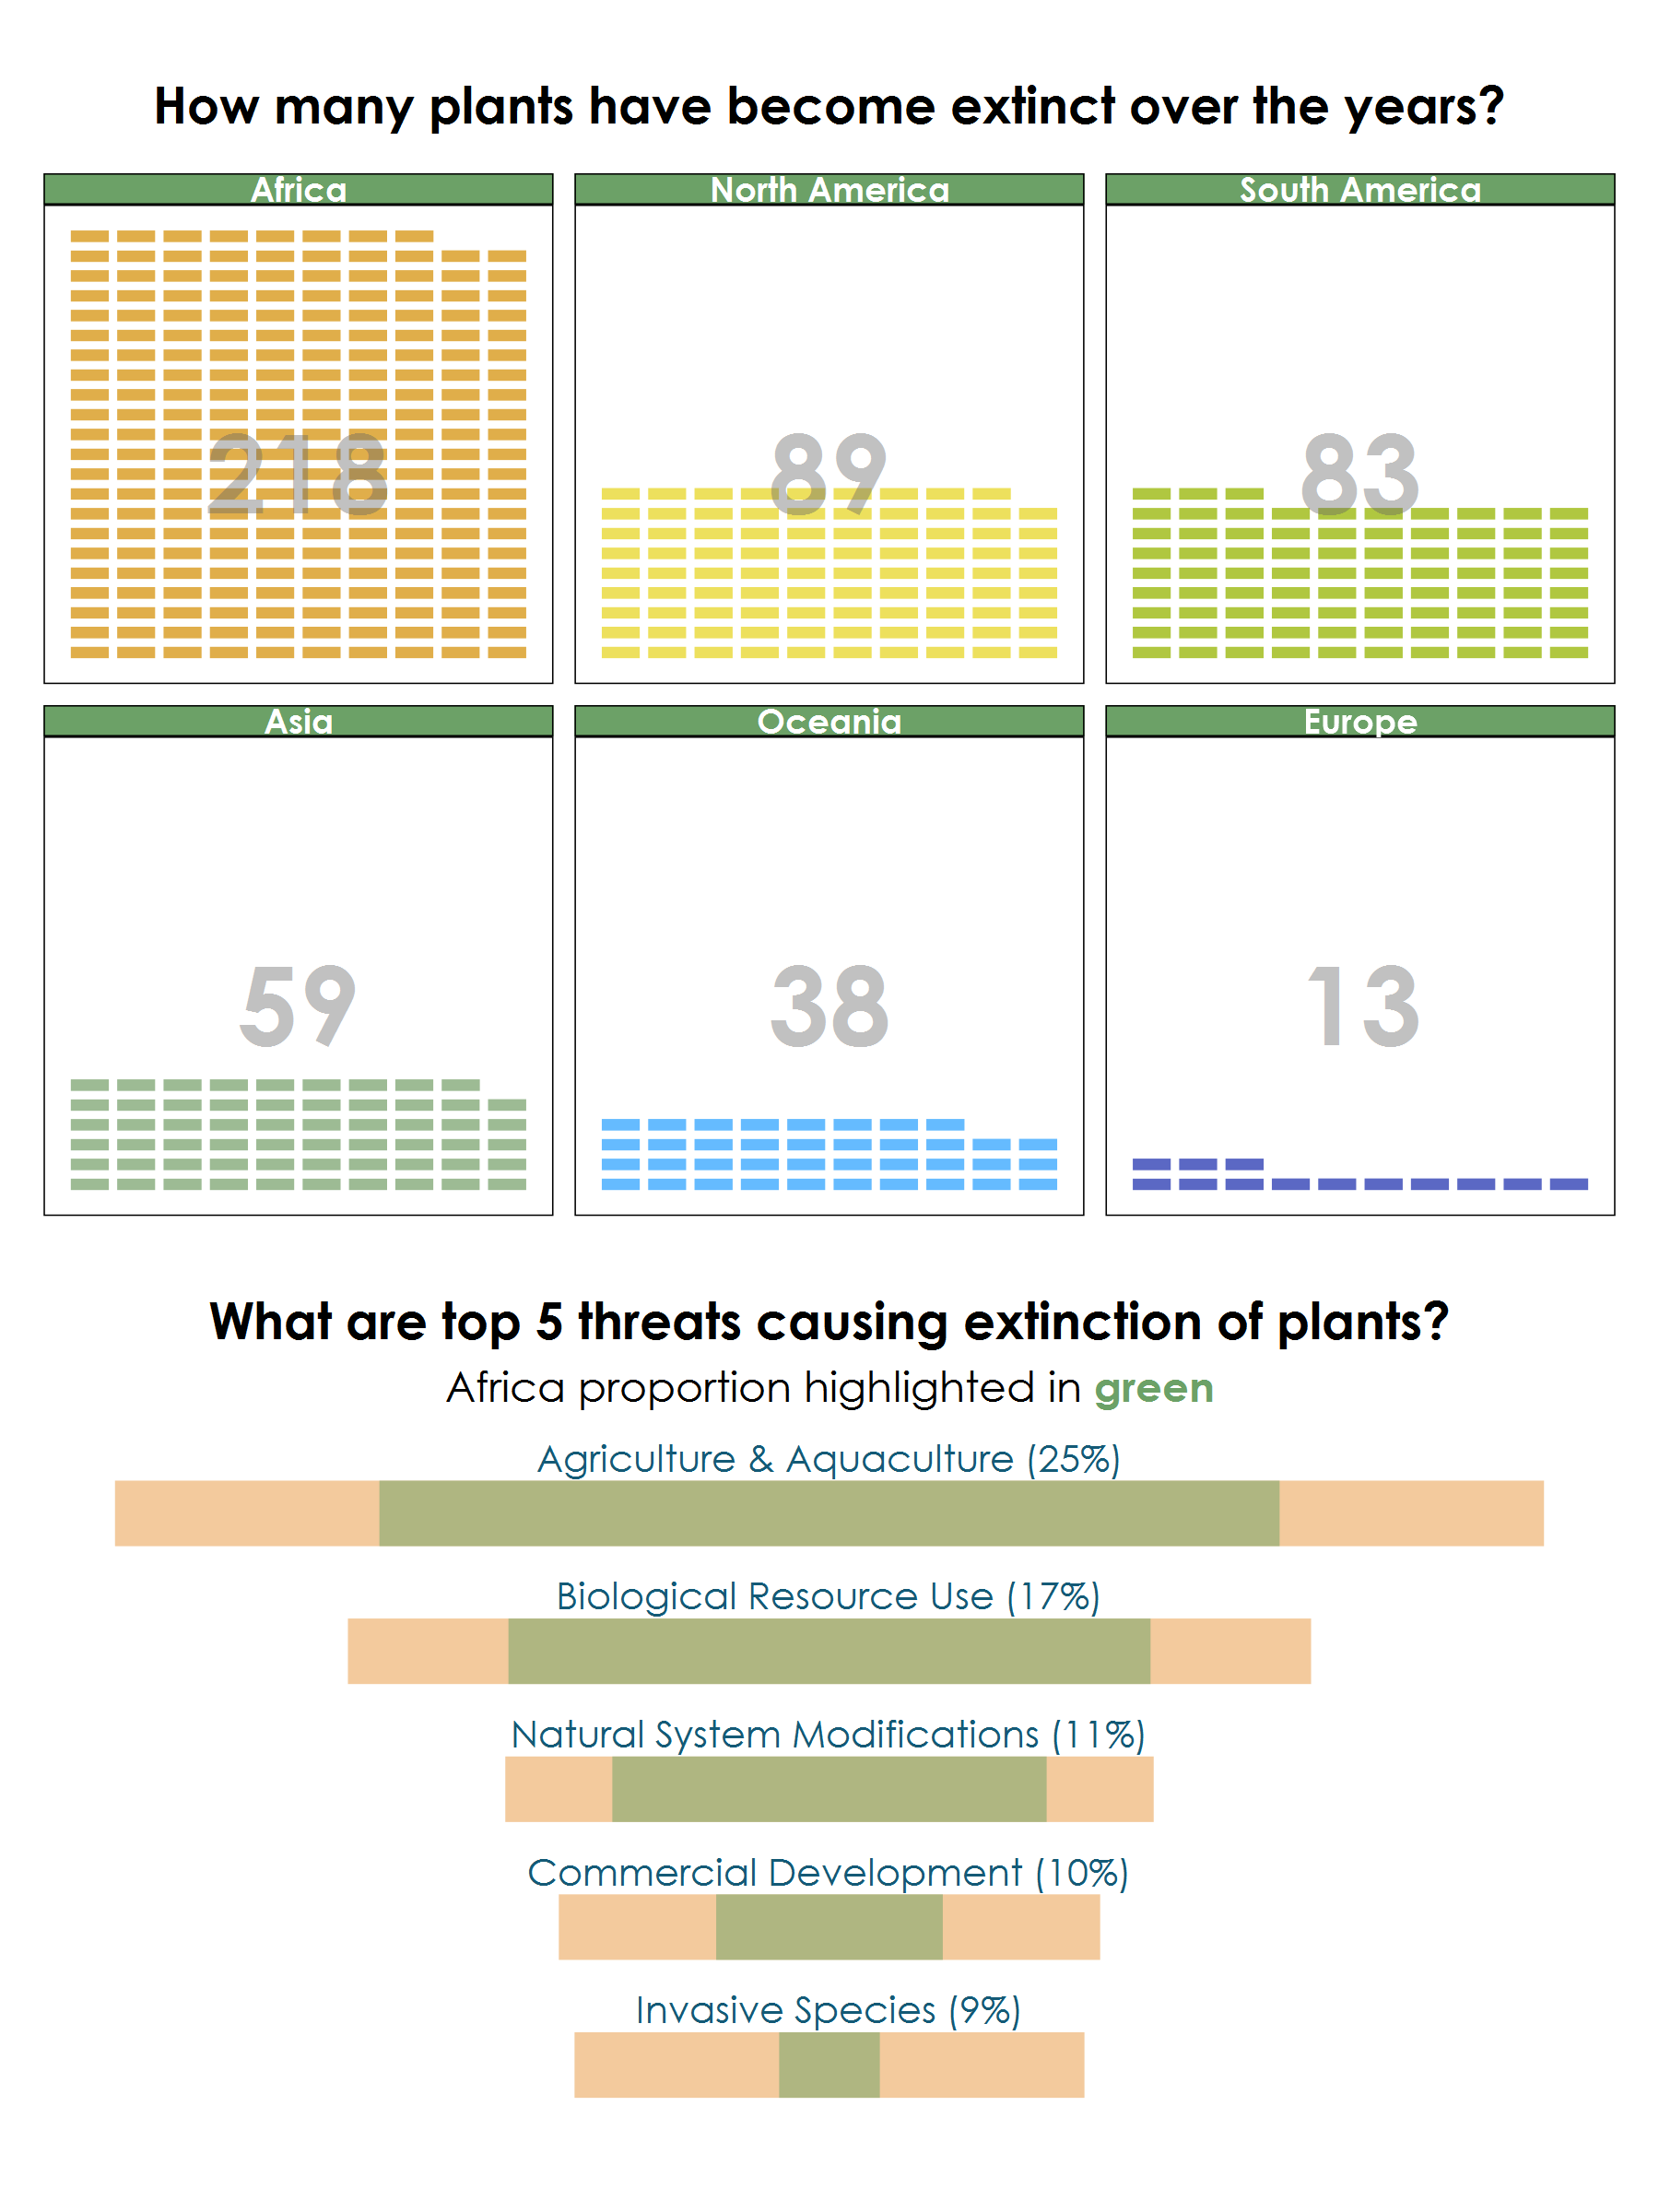 How many plants have become extinct over the years?
Africa
North America
South America
218
89
83
Asia
Oceania
Europe
59
38
13
What are top 5 threats causing extinction of plants?
Africa proportion highlighted in green
Agriculture & Aquaculture (25%)
Biological Resource Use (17%)
Natural System Modifications (11%)
Commercial Development (10%)
Invasive Species (9%)